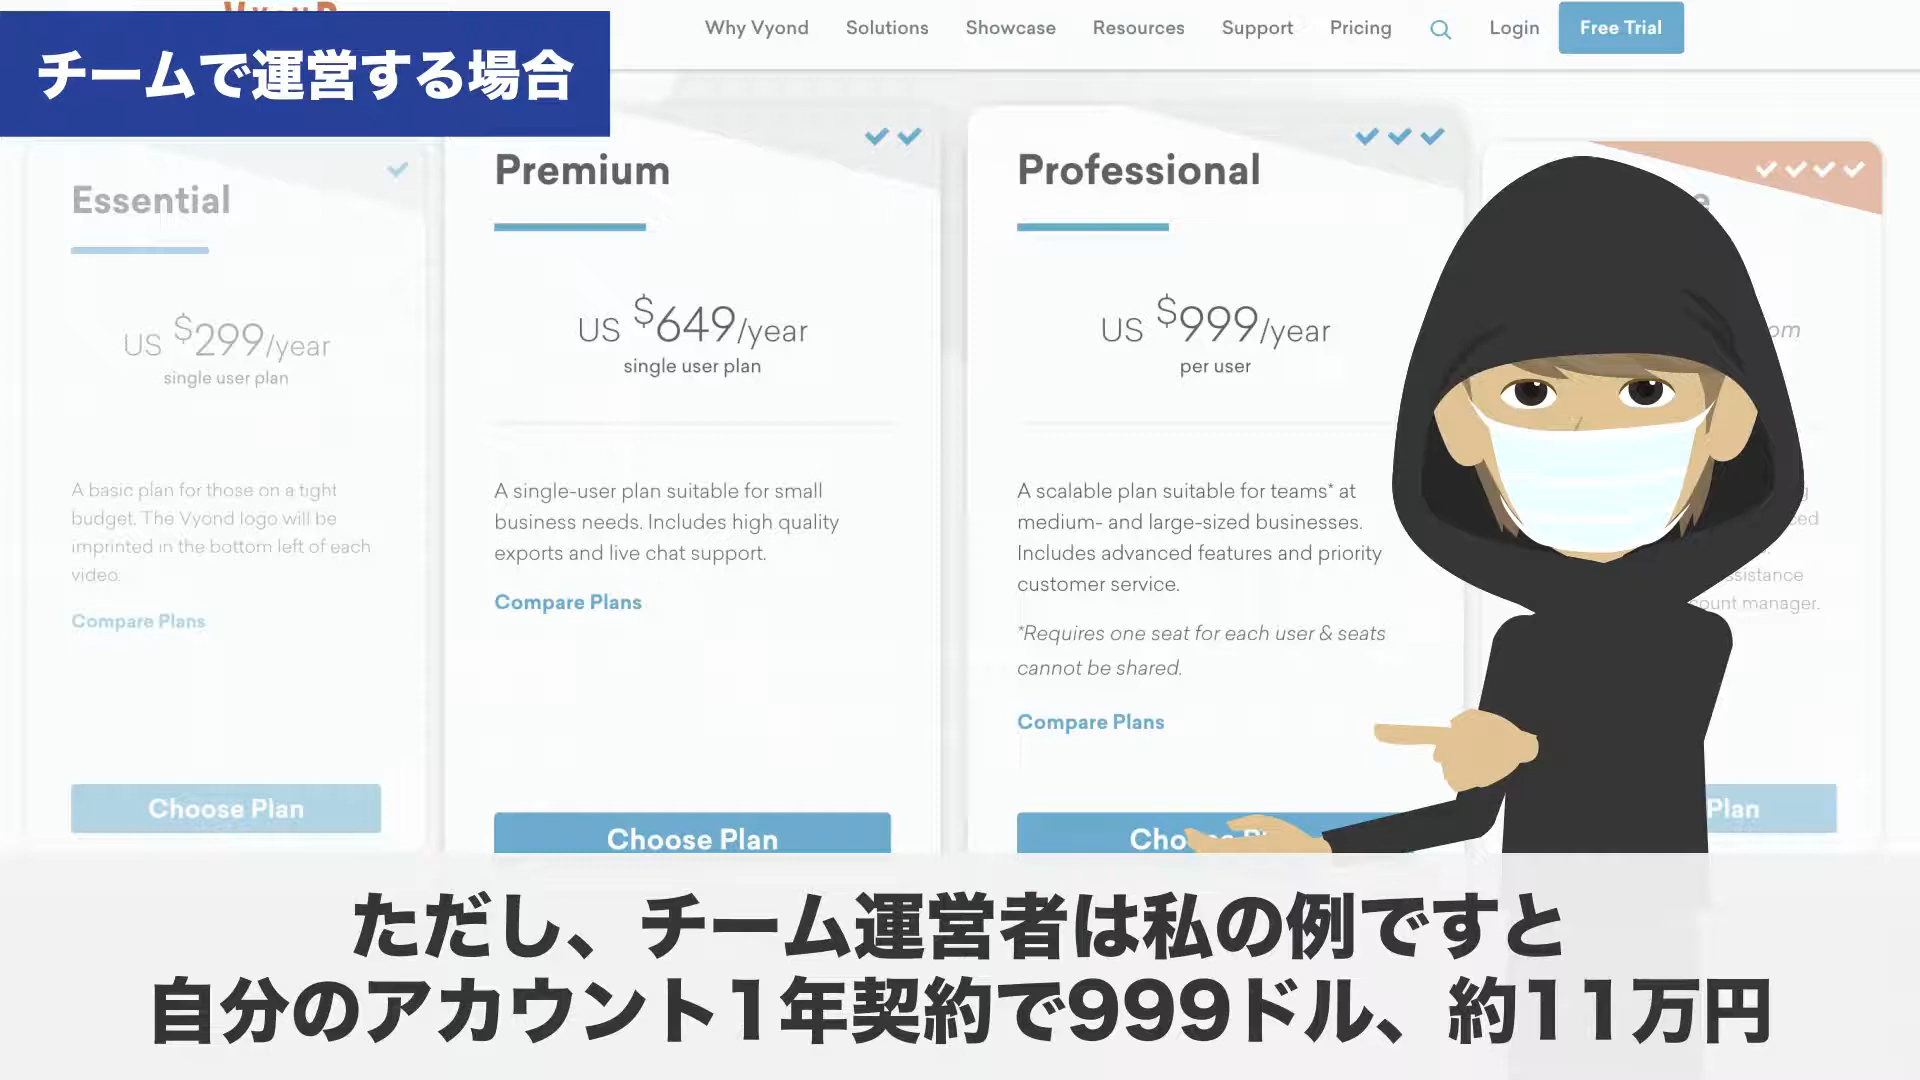 Why Vyond Solutions Showcase Resources Support Pricing Login Free Trial
チームで運営する場合
Essential
US $299/year
single user plan
A basic plan for those on a tight
budget. The Vyond logo will be
imprinted in the bottom left of each
video.
Compare Plans
Choose Plan
Premium
US $649/year
single user plan
A single-user plan suitable for small
business needs. Includes high quality
exports and live chat support.
Compare Plans
Choose Plan
Professional
US $999/year
per user
A scalable plan suitable for teams* at
medium- and large-sized businesses.
Includes advanced features and priority
customer service.
*Requires one seat for each user & seats
cannot be shared.
Compare Plans
count manager.
Plan
ただし、チーム運営者は私の例ですと
自分のアカウント1年契約で999ドル、約11万円